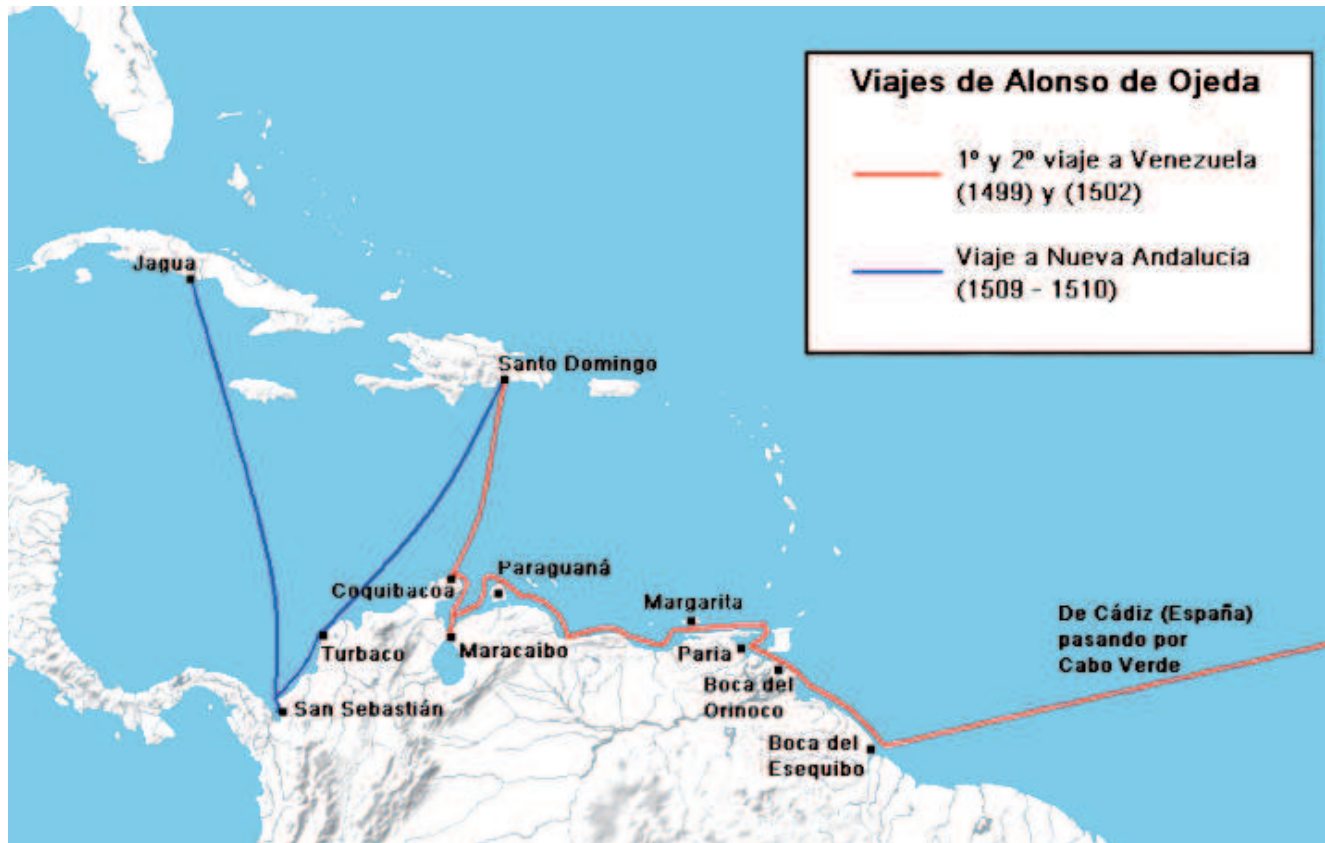 Viajes de Alonso de Ojeda
1º y 2º viaje a Venezuela
(1499) y (1502)
Viaje a Nueva Andalucía
(1509 - 1510)
Jagua
Santo Domingo
Coquibacoa
Paraguaná
Margarita
Turbaco
Maracaibo
Paria
San Sebastián
Boca del
Orinoco
Boca del
Esequibo
De Cádiz (España)
pasando por
Cabo Verde